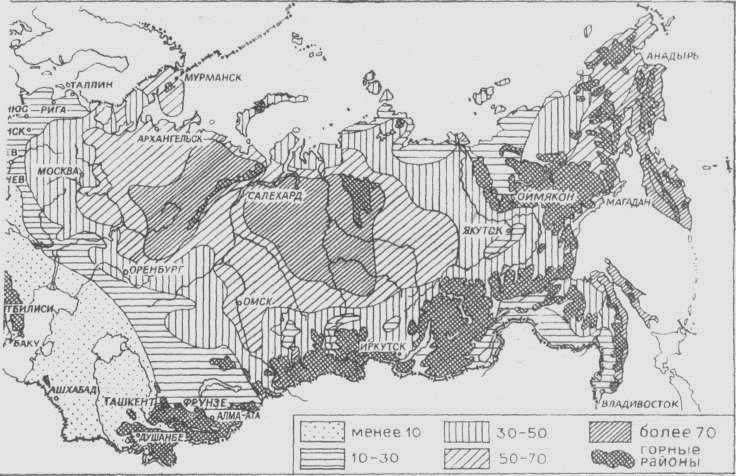 АНАДЫРЬ
МУРМАНСК
ТАЛЛИН
РИГА
АРХАНГЕЛЬСК
МОСКВА
САЛЕХАРД
ОЙМЯКОН
МАГАДАН
ЯКУТСК
ОРЕНБУРГ
ОМСК
ТБИЛИСИ
БАКУ
ИРКУТСК
АШХАБАД
ТАШКЕНТ
ФРУНЗЕ
АЛМА-АТА
ДУШАНБЕ
ВЛАДИВОСТОК
менее 10
30-50
более 70
10-30
50-70
ГОРНЫЕ
РАЙОНЫ